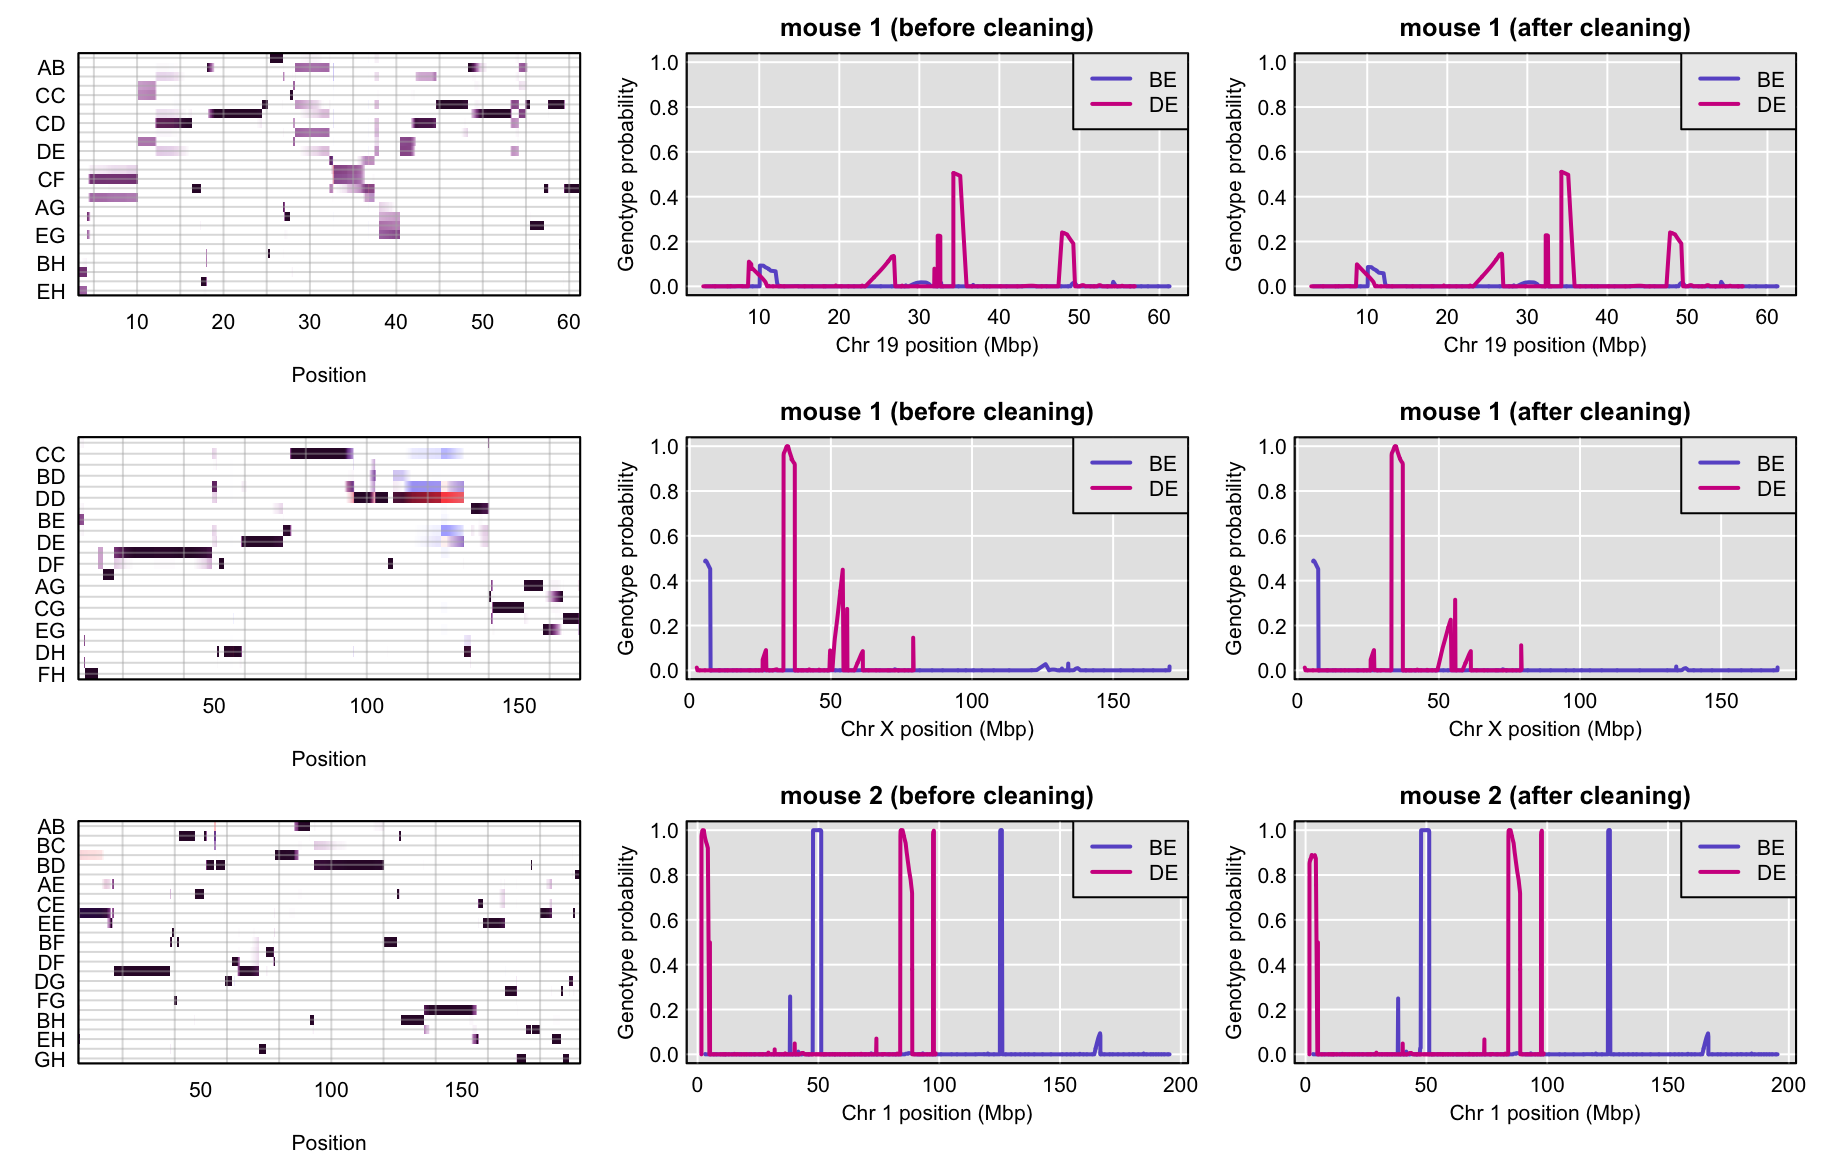 AB
CC
CD
DE
CF
AG
EG
BH
EH
10 20 30 40 50 60
Position
mouse 1 (before cleaning)
Genotype probability
1.0
0.8
0.6
0.4
0.2
0.0
BE
DE
10 20 30 40 50 60
Chr 19 position (Mbp)
mouse 1 (after cleaning)
Genotype probability
1.0
0.8
0.6
0.4
0.2
0.0
BE
DE
10 20 30 40 50 60
Chr 19 position (Mbp)
CC
BD
DD
BE
DE
DF
AG
CG
EG
DH
FH
50 100 150
Position
mouse 1 (before cleaning)
Genotype probability
1.0
0.8
0.6
0.4
0.2
0.0
BE
DE
0 50 100 150
Chr X position (Mbp)
mouse 1 (after cleaning)
Genotype probability
1.0
0.8
0.6
0.4
0.2
0.0
BE
DE
0 50 100 150
Chr X position (Mbp)
AB
BC
BD
AE
CE
EE
BF
DF
DG
FG
BH
EH
GH
50 100 150
Position
mouse 2 (before cleaning)
Genotype probability
1.0
0.8
0.6
0.4
0.2
0.0
BE
DE
0 50 100 150 200
Chr 1 position (Mbp)
mouse 2 (after cleaning)
Genotype probability
1.0
0.8
0.6
0.4
0.2
0.0
BE
DE
0 50 100 150 200
Chr 1 position (Mbp)